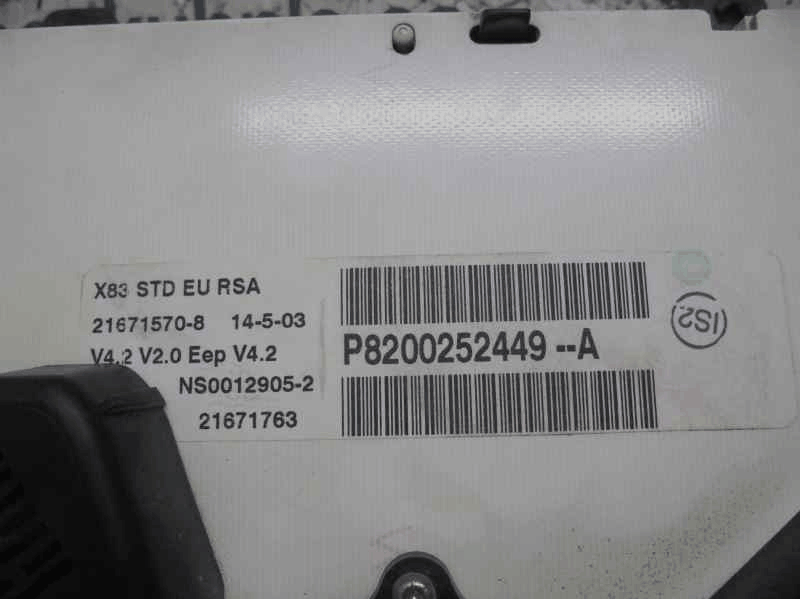 X83 STD EU RSA
21671570-8 14-5-03
V4.2 V2.0 Eep V4.2
NS0012905-2
21671763
P8200252449--A
IS2